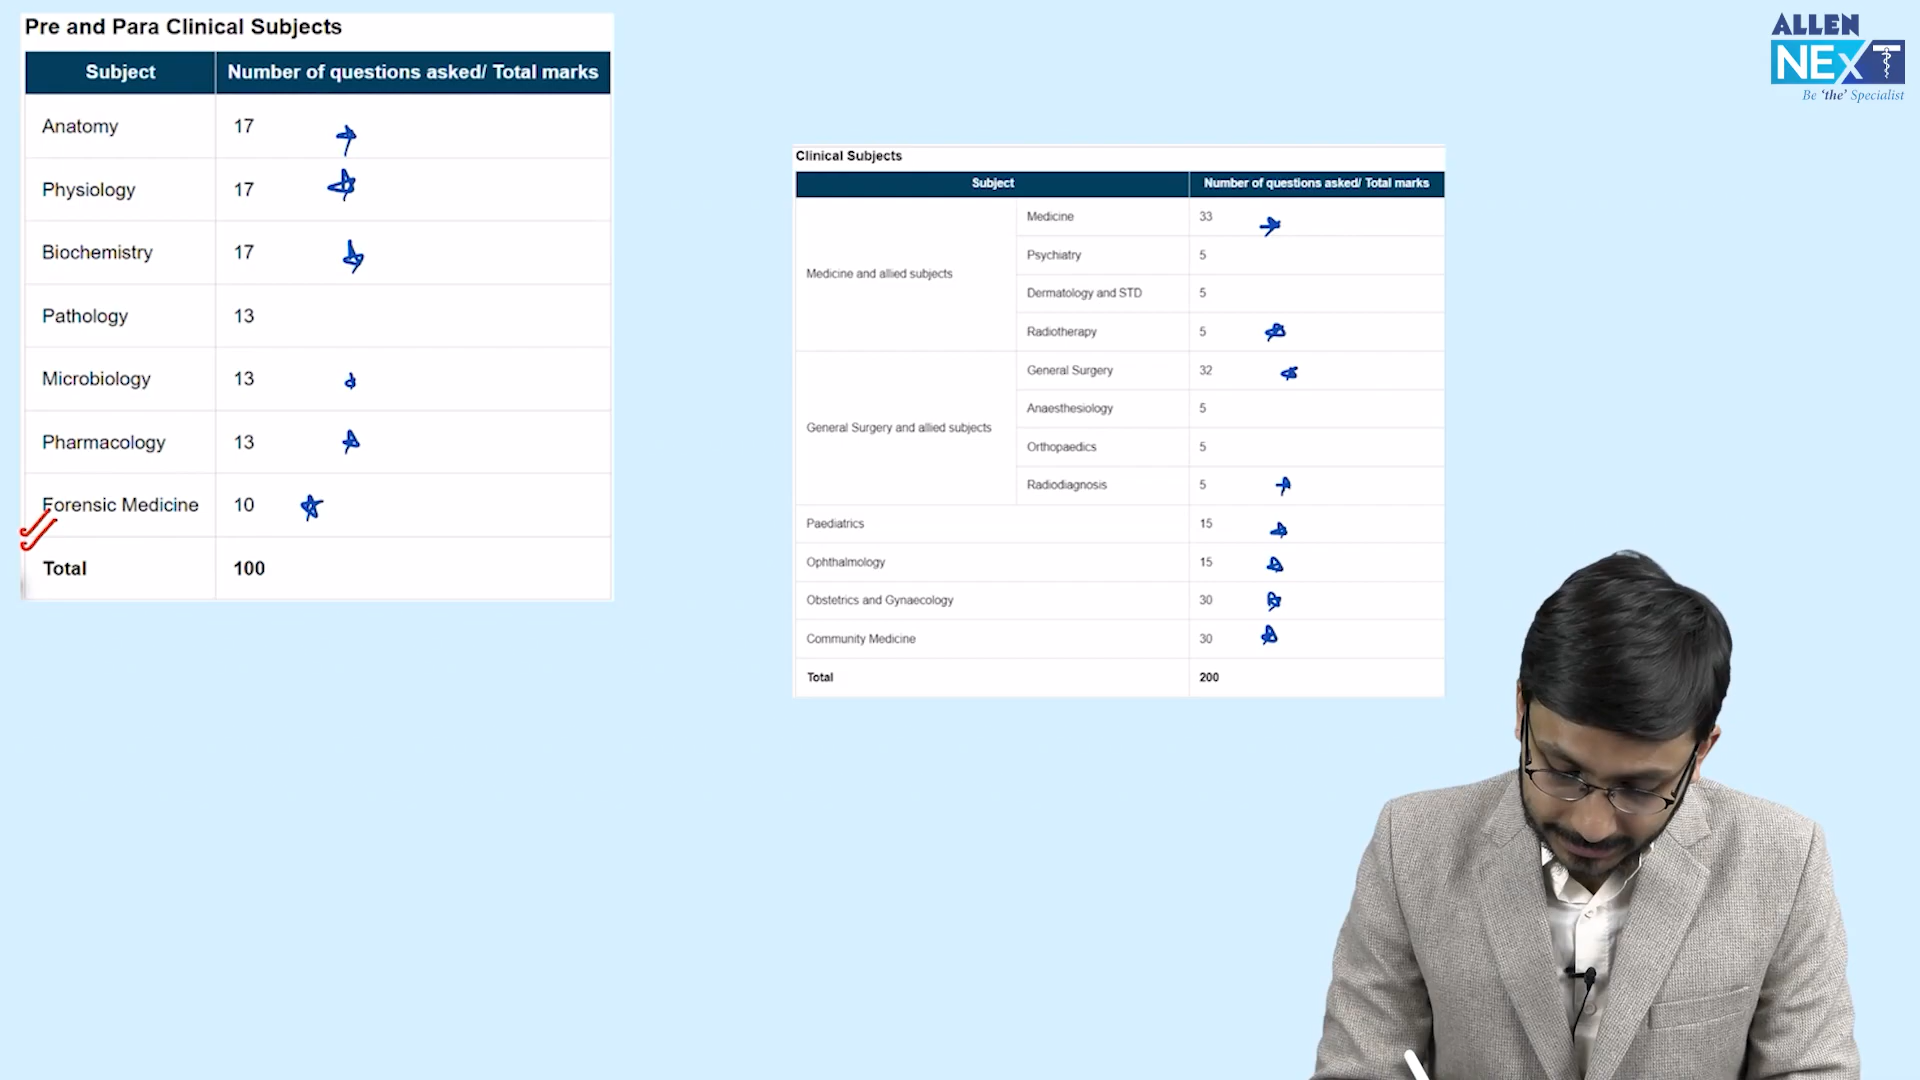 Pre and Para Clinical Subjects
Subject Number of questions asked/ Total marks
Anatomy 17
Physiology 17
Biochemistry 17
Pathology 13
Microbiology 13
Pharmacology 13
Forensic Medicine 10
Total 100
Clinical Subjects
Subject Number of questions asked/ Total marks
Medicine and allied subjects
Medicine 33
Psychiatry 5
Dermatology and STD 5
Radiotherapy 5
General Surgery and allied subjects
General Surgery 32
Anaesthesiology 5
Orthopaedics 5
Radiodiagnosis 5
Paediatrics 15
Ophthalmology 15
Obstetrics and Gynaecology 30
Community Medicine 30
Total 200
ALLEN
NExT
Be 'the' Specialist